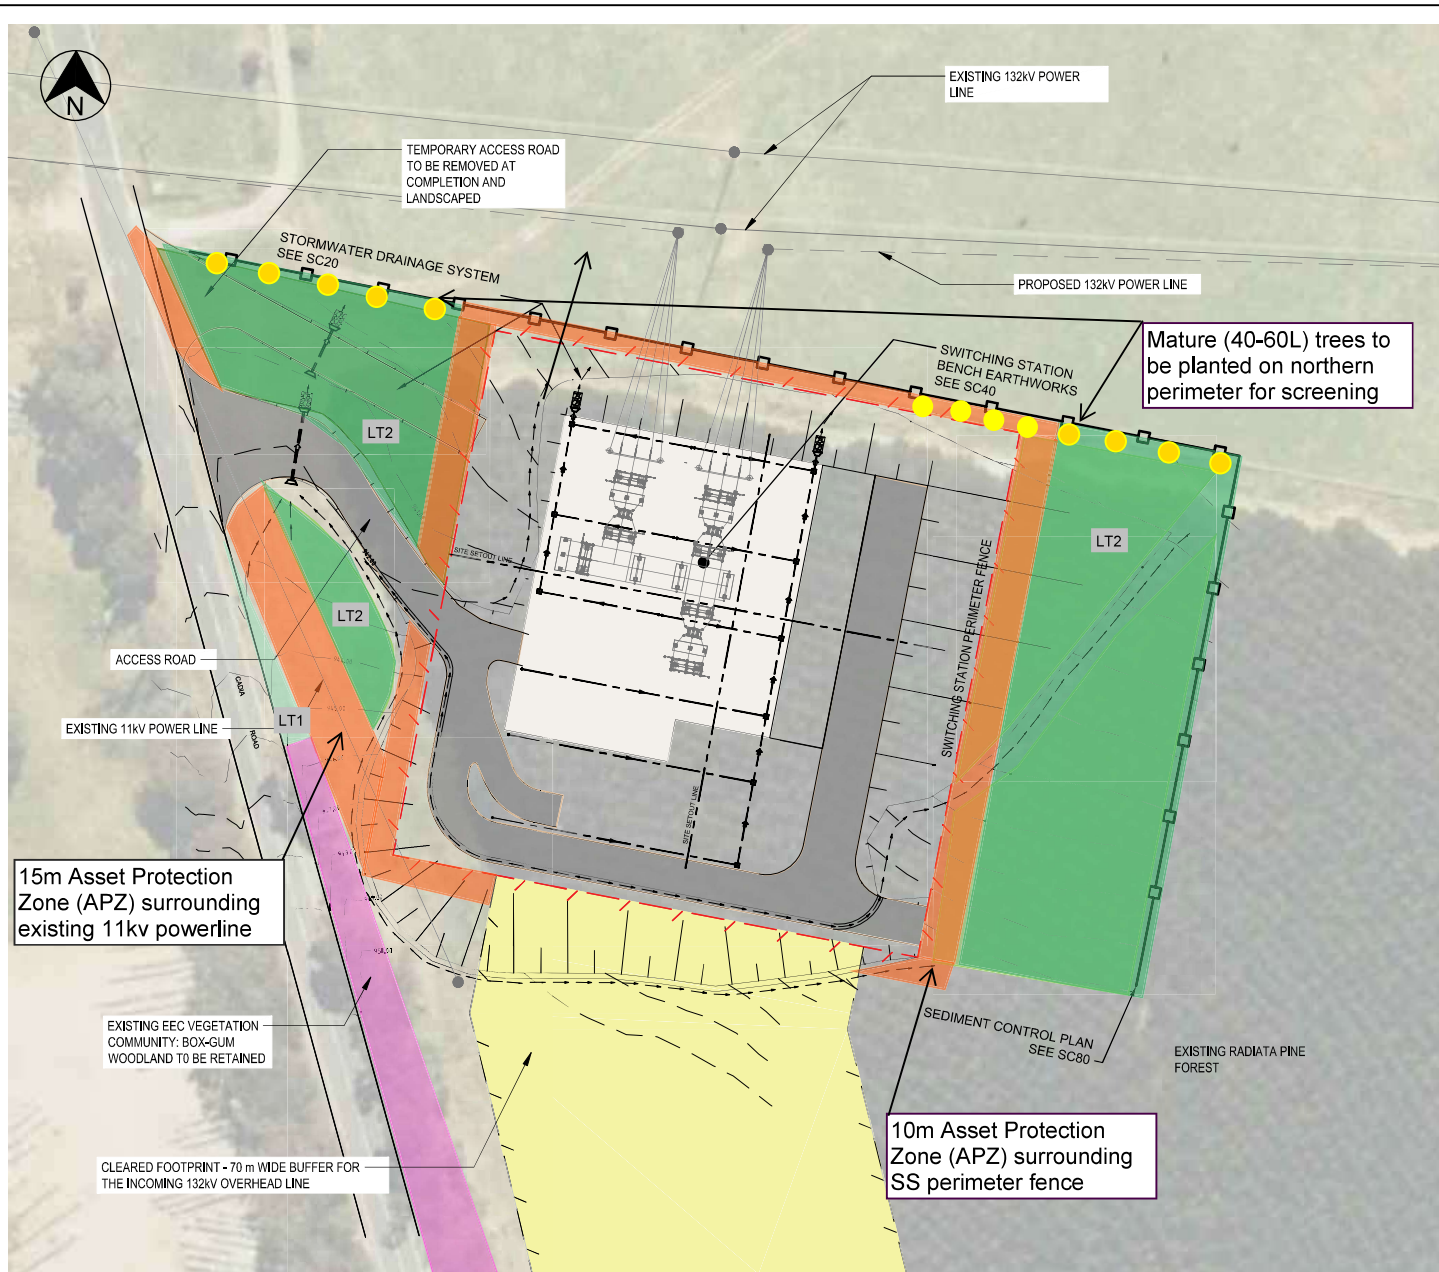 N
EXISTING 132kV POWER
LINE
TEMPORARY ACCESS ROAD
TO BE REMOVED AT
COMPLETION AND
LANDSCAPED
STORMWATER DRAINAGE SYSTEM
SEE SC20
PROPOSED 132kV POWER LINE
Mature (40-60L) trees to
be planted on northern
perimeter for screening
SWITCHING STATION
BENCH EARTHWORKS
SEE SC40
LT2
LT2
SITE SETOUT LINE
LT2
SWITCHING STATION PERIMETER FENCE
ACCESS ROAD
CADIA
ROAD
LT1
EXISTING 11kV POWER LINE
SITE SETOUT LINE
15m Asset Protection
Zone (APZ) surrounding
existing 11kv powerline
EXISTING EEC VEGETATION
COMMUNITY: BOX-GUM
WOODLAND TO BE RETAINED
SEDIMENT CONTROL PLAN
SEE SC80
EXISTING RADIATA PINE
FOREST
10m Asset Protection
Zone (APZ) surrounding
SS perimeter fence
CLEARED FOOTPRINT - 70 m WIDE BUFFER FOR
THE INCOMING 132kV OVERHEAD LINE